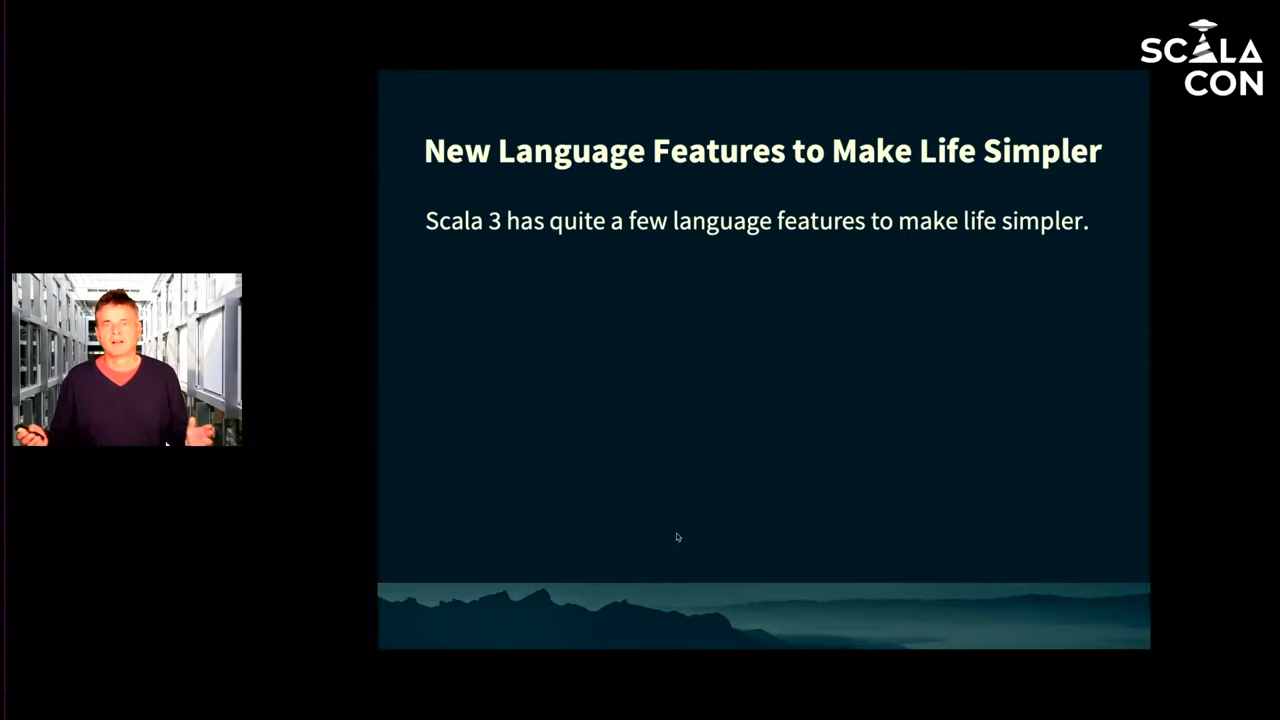 SCALA
CON
New Language Features to Make Life Simpler
Scala 3 has quite a few language features to make life simpler.